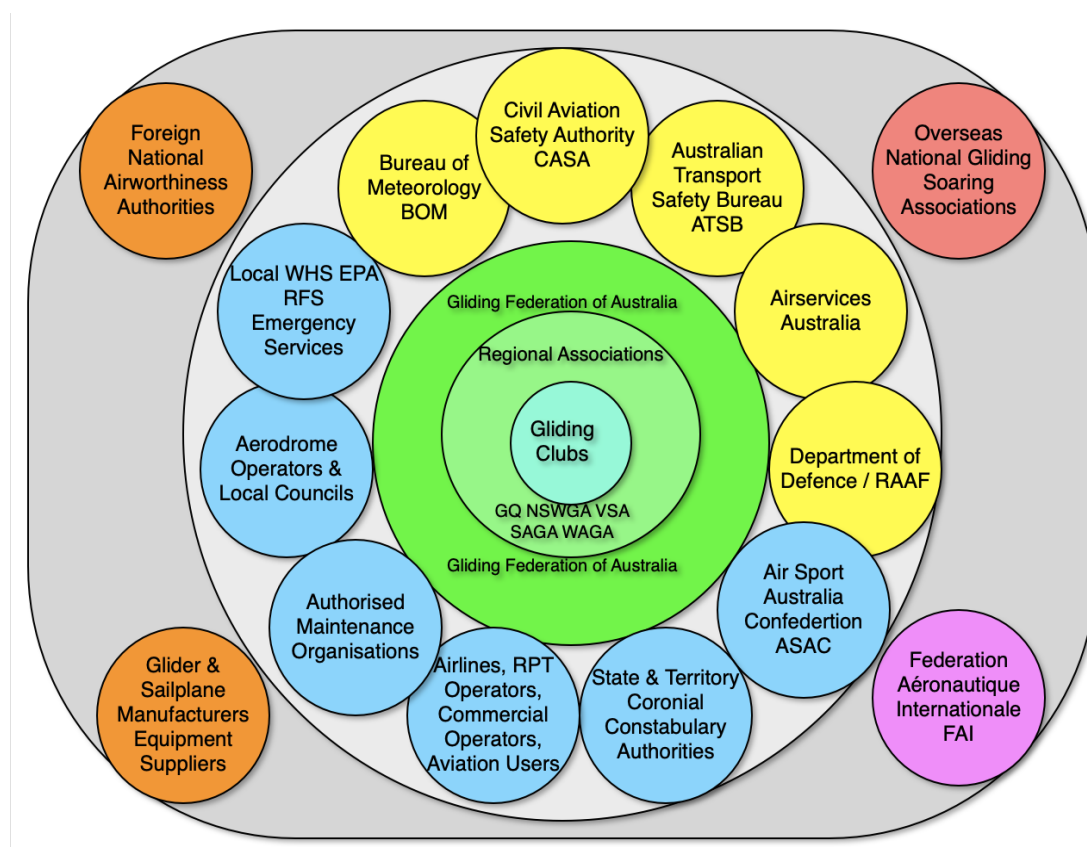 Foreign
National
Airworthiness
Authorities
Bureau of
Meteorology
BOM
Civil Aviation
Safety Authority
CASA
Australian
Transport
Safety Bureau
ATSB
Overseas
National Gliding
Soaring
Associations
Local WHS EPA
RFS
Emergency
Services
Gliding Federation of Australia
Airservices
Australia
Regional Associations
Gliding
Clubs
Aerodrome
Operators &
Local Councils
Department of
Defence / RAAF
GQ NSWGA VSA
SAGA WAGA
Gliding Federation of Australia
Authorised
Maintenance
Organisations
Air Sport
Australia
Confedertion
ASAC
Glider &
Sailplane
Manufacturers
Equipment
Suppliers
Airlines, RPT
Operators,
Commercial
Operators,
Aviation Users
State & Territory
Coronial
Constabulary
Authorities
Federation
Aéronautique
Internationale
FAI